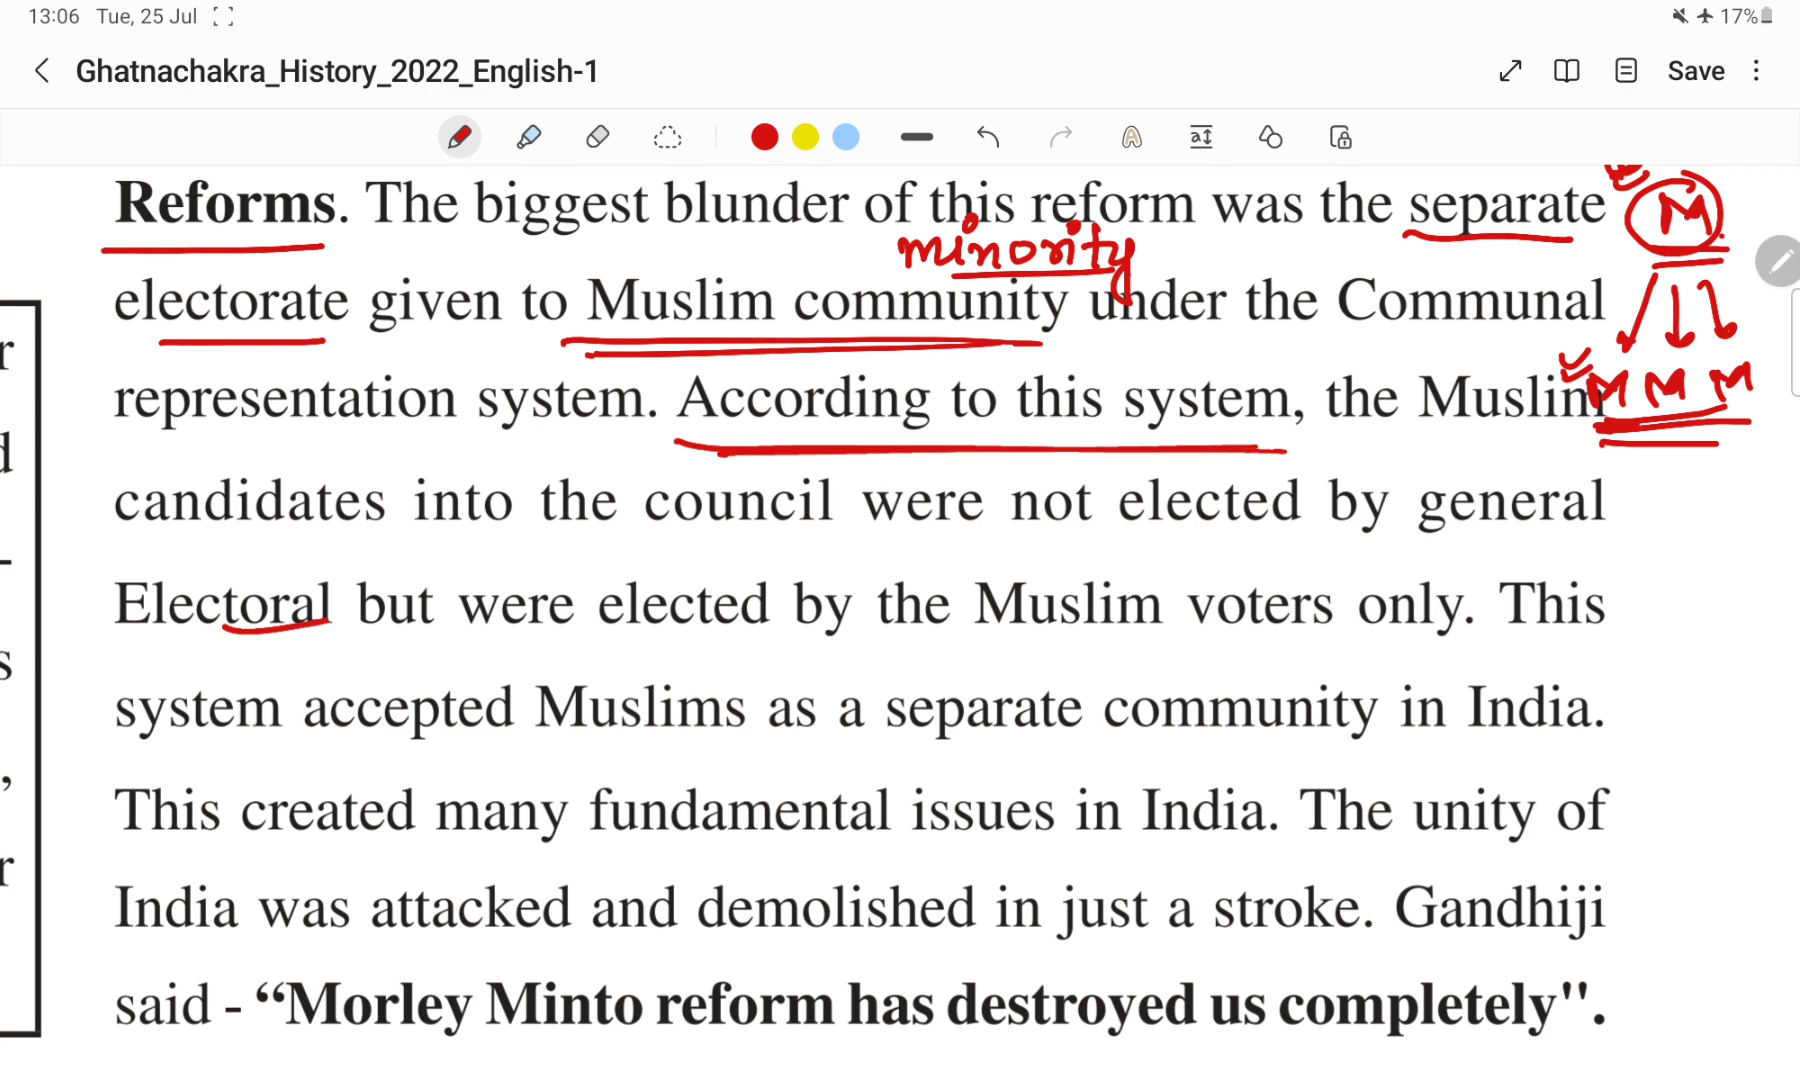 13:06 Tue, 25 Jul
17%
Ghatnachakra_History_2022_English-1
Save
Reforms. The biggest blunder of this reform was the separate
M
minority
electorate given to Muslim community under the Communal
representation system. According to this system, the Muslim
M M M
candidates into the council were not elected by general
Electoral but were elected by the Muslim voters only. This
system accepted Muslims as a separate community in India.
This created many fundamental issues in India. The unity of
India was attacked and demolished in just a stroke. Gandhiji
said - “Morley Minto reform has destroyed us completely".